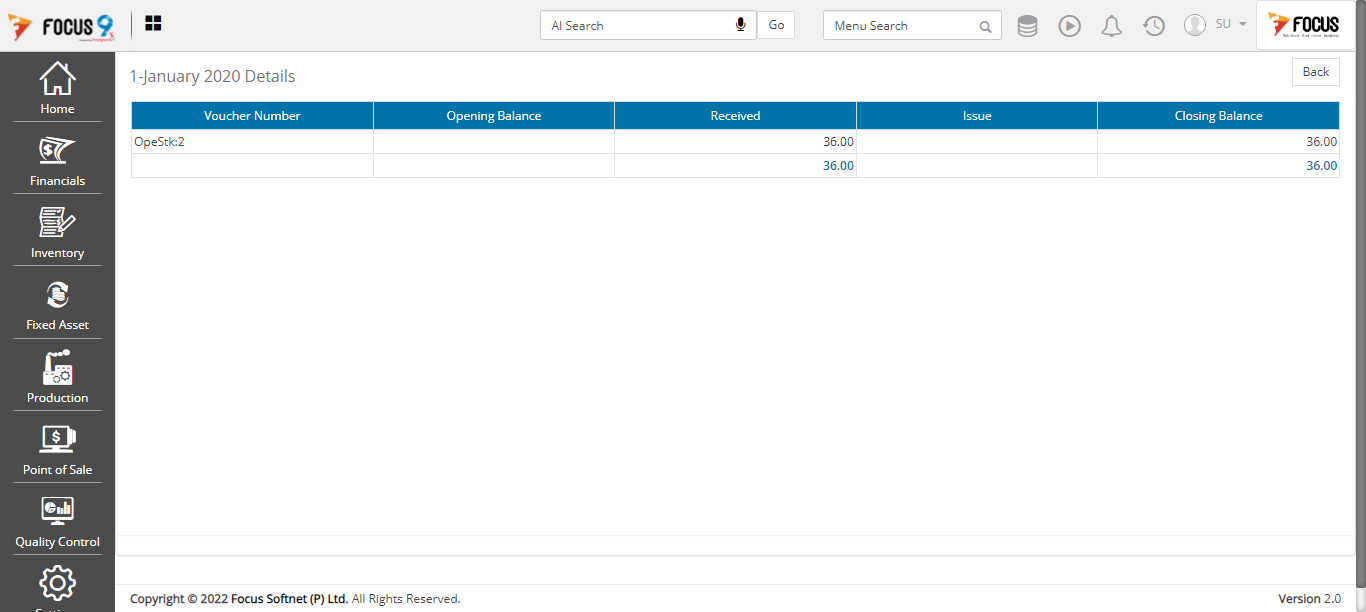 FOCUS 9
AI Search
Go
Menu Search
SU
FOCUS
Home
Financials
Inventory
Fixed Asset
Production
Point of Sale
Quality Control
1-January 2020 Details
Back
Voucher Number Opening Balance Received Issue Closing Balance
OpeStk:2 36.00 36.00
36.00 36.00
Copyright © 2022 Focus Softnet (P) Ltd. All Rights Reserved.
Version 2.0